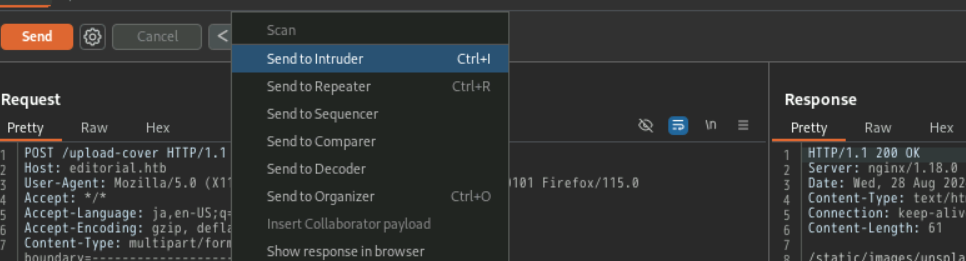 Send
Cancel
<
Scan
Send to Intruder Ctrl+I
Send to Repeater Ctrl+R
Send to Sequencer
Send to Comparer
Send to Decoder
Send to Organizer Ctrl+O
Insert Collaborator payload
Show response in browser
Request
Pretty Raw Hex
\n
1 POST /upload-cover HTTP/1.1
2 Host: editorial.htb
3 User-Agent: Mozilla/5.0 (X11 0101 Firefox/115.0
4 Accept: */*
5 Accept-Language: ja,en-US;q=
6 Accept-Encoding: gzip, defla
7 Content-Type: multipart/form
boundary=---------------------
Response
Pretty Raw Hex
1 HTTP/1.1 200 OK
2 Server: nginx/1.18.0
3 Date: Wed, 28 Aug 202
4 Content-Type: text/ht
5 Connection: keep-aliv
6 Content-Length: 61
7
8 /static/images/unspla